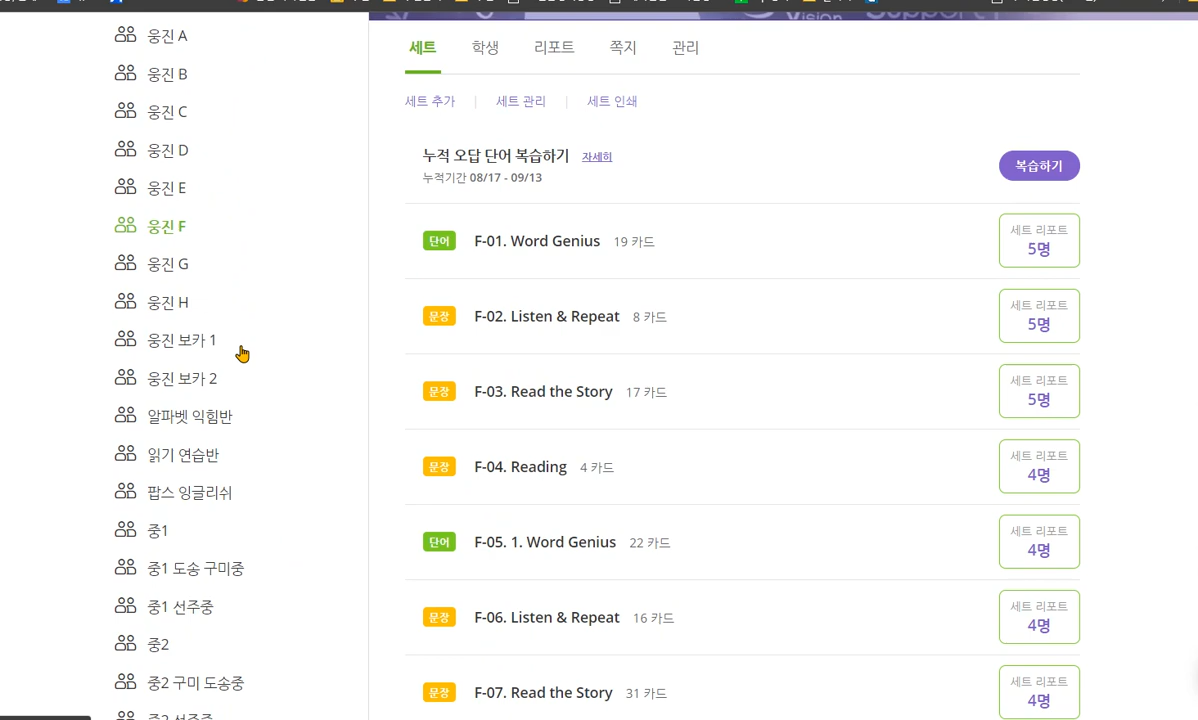 웅진 A
웅진 B
웅진 C
웅진 D
웅진 E
웅진 F
웅진 G
웅진 H
웅진 보카 1
웅진 보카 2
알파벳 익힘반
읽기 연습반
팝스 잉글리쉬
중1
중1 도송 구미중
중1 선주중
중2
중2 구미 도송중
중2 선주중
세트 학생 리포트 쪽지 관리
세트 추가 | 세트 관리 | 세트 인쇄
누적 오답 단어 복습하기 자세히
누적기간 08/17 - 09/13
복습하기
단어 F-01. Word Genius 19 카드
세트 리포트
5명
문장 F-02. Listen & Repeat 8 카드
세트 리포트
5명
문장 F-03. Read the Story 17 카드
세트 리포트
5명
문장 F-04. Reading 4 카드
세트 리포트
4명
단어 F-05. 1. Word Genius 22 카드
세트 리포트
4명
문장 F-06. Listen & Repeat 16 카드
세트 리포트
4명
문장 F-07. Read the Story 31 카드
세트 리포트
4명